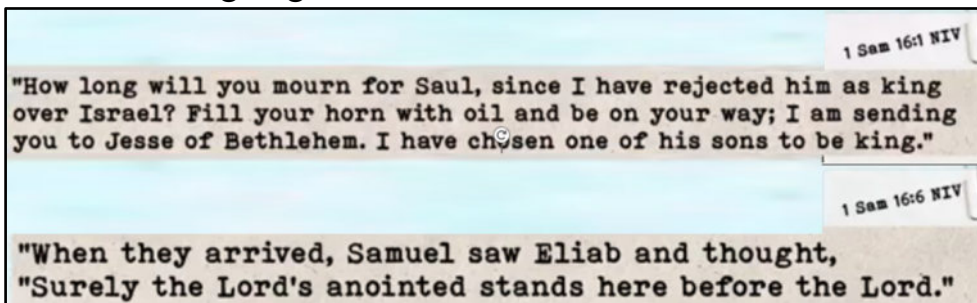 1 Sam 16:1 NIV
"How long will you mourn for Saul, since I have rejected him as king
over Israel? Fill your horn with oil and be on your way; I am sending
you to Jesse of Bethlehem. I have chosen one of his sons to be king."
1 Sam 16:6 NIV
"When they arrived, Samuel saw Eliab and thought,
"Surely the Lord's anointed stands here before the Lord."